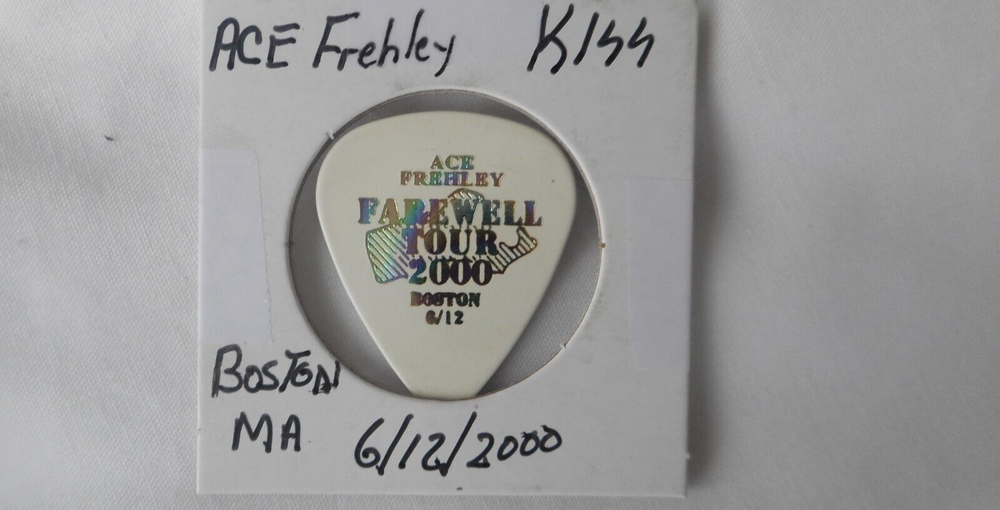 ACE Frehley KISS
ACE
FREHLEY
FAREWELL
TOUR
2000
BOSTON
6/12
BOSTON
MA 6/12/2000